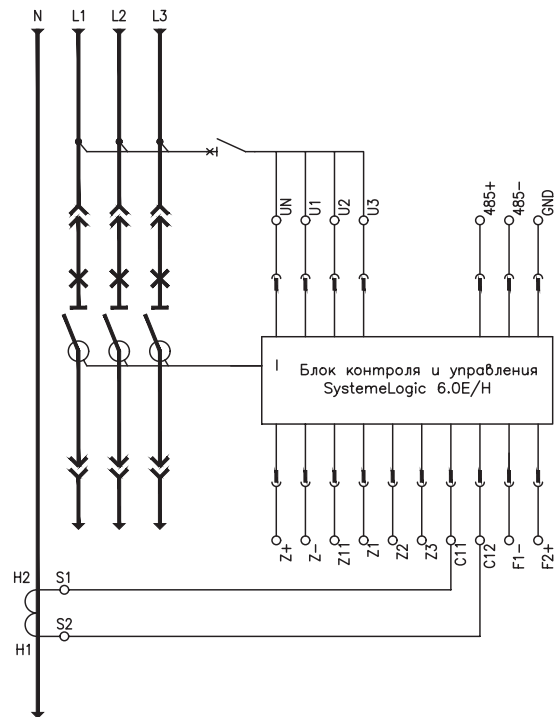 N L1 L2 L3
UN U1 U2 U3 485+ 485- GND
I Блок контроля и управления
SystemeLogic 6.0E/H
Z+ Z- Z11 Z1 Z2 Z3 C11 C12 F1- F2+
H2 S1
S2
H1